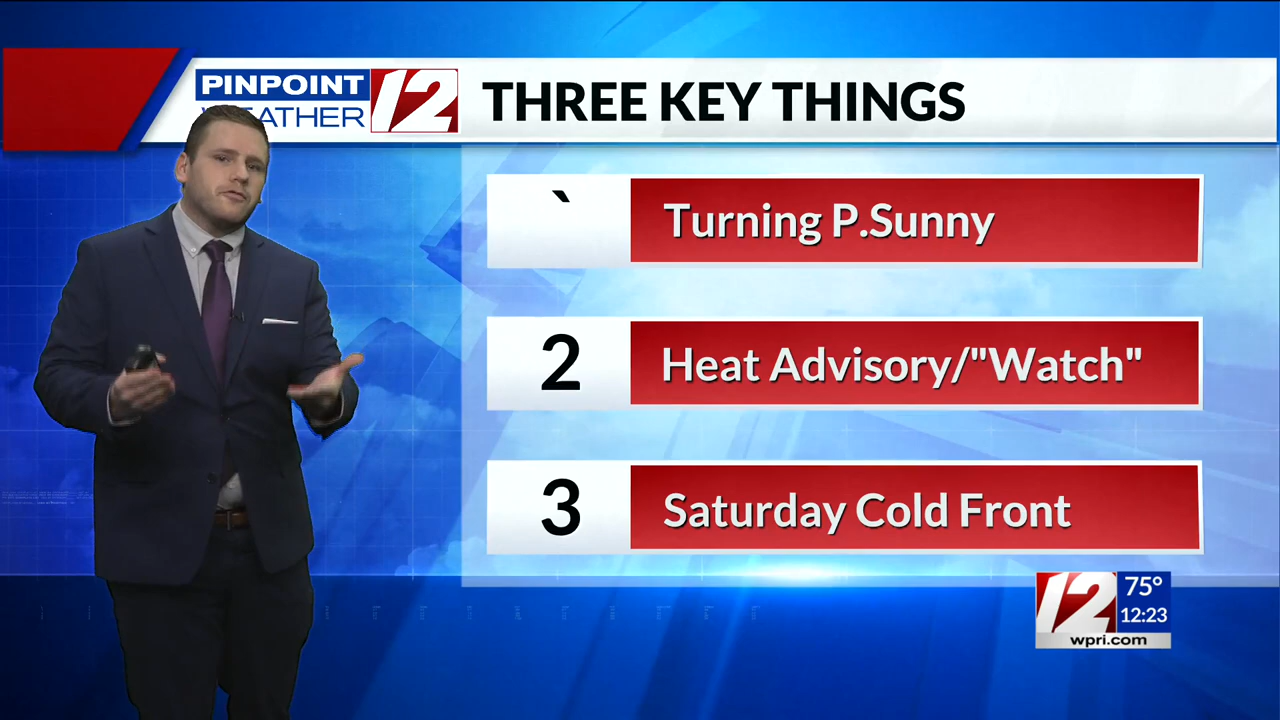 PINPOINT
WEATHER 12
THREE KEY THINGS
` Turning P.Sunny
2 Heat Advisory/"Watch"
3 Saturday Cold Front
12 75°
12:23
wpri.com